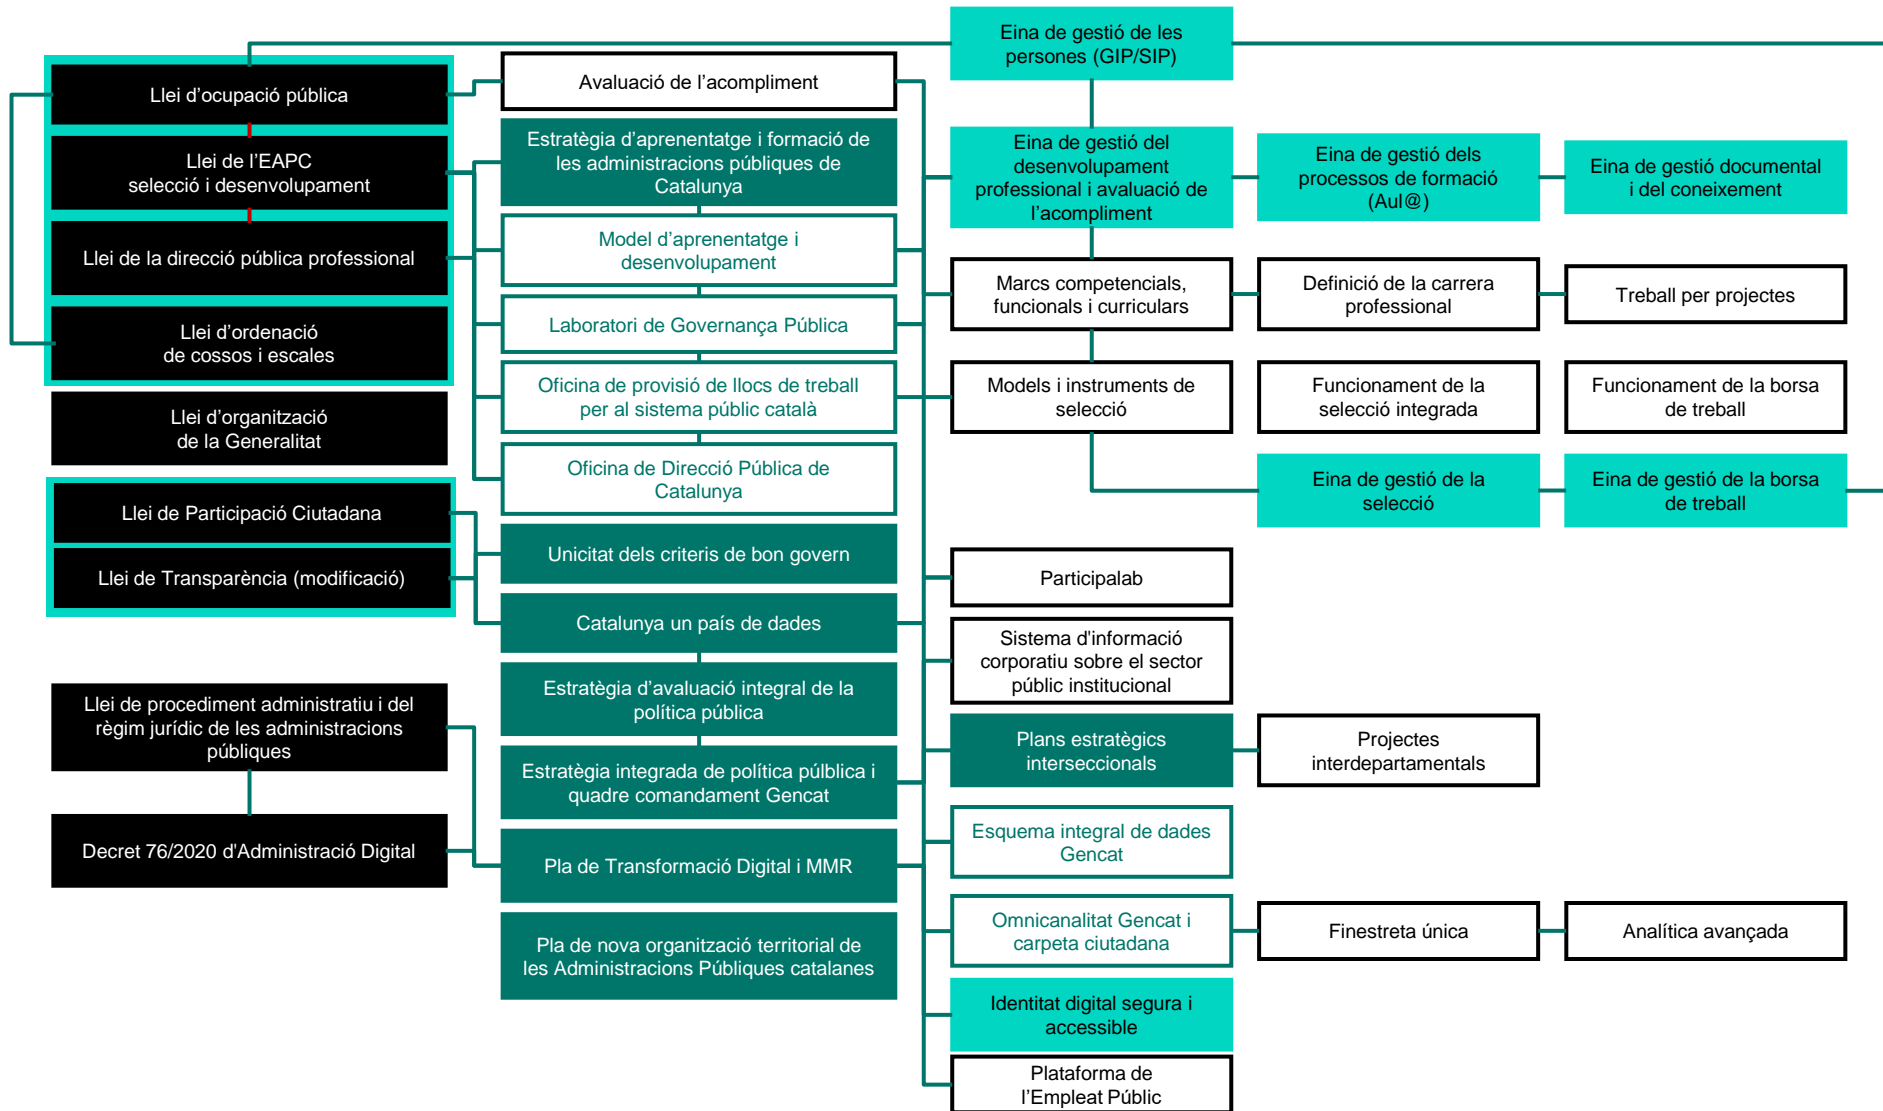 Eina de gestió de les
persones (GIP/SIP)
Llei d’ocupació pública
Avaluació de l’acompliment
Llei de l’EAPC
selecció i desenvolupament
Estratègia d’aprenentatge i formació de
les administracions públiques de
Catalunya
Eina de gestió del
desenvolupament
professional i avaluació de
l’acompliment
Eina de gestió dels
processos de formació
(Aul@)
Eina de gestió documental
i del coneixement
Llei de la direcció pública professional
Model d’aprenentatge i
desenvolupament
Marcs competencials,
funcionals i curriculars
Definició de la carrera
professional
Treball per projectes
Llei d’ordenació
de cossos i escales
Laboratori de Governança Pública
Oficina de provisió de llocs de treball
per al sistema públic català
Models i instruments de
selecció
Funcionament de la
selecció integrada
Funcionament de la borsa
de treball
Llei d’organització
de la Generalitat
Oficina de Direcció Pública de
Catalunya
Eina de gestió de la
selecció
Eina de gestió de la borsa
de treball
Llei de Participació Ciutadana
Unicitat dels criteris de bon govern
Llei de Transparència (modificació)
Participalab
Catalunya un país de dades
Sistema d'informació
corporatiu sobre el sector
públic institucional
Llei de procediment administratiu i del
règim jurídic de les administracions
públiques
Estratègia d’avaluació integral de la
política pública
Plans estratègics
interseccionals
Projectes
interdepartamentals
Estratègia integrada de política púlblica i
quadre comandament Gencat
Decret 76/2020 d'Administració Digital
Pla de Transformació Digital i MMR
Esquema integral de dades
Gencat
Omnicanalitat Gencat i
carpeta ciutadana
Finestreta única
Analítica avançada
Pla de nova organització territorial de
les Administracions Públiques catalanes
Identitat digital segura i
accessible
Plataforma de
l’Empleat Públic